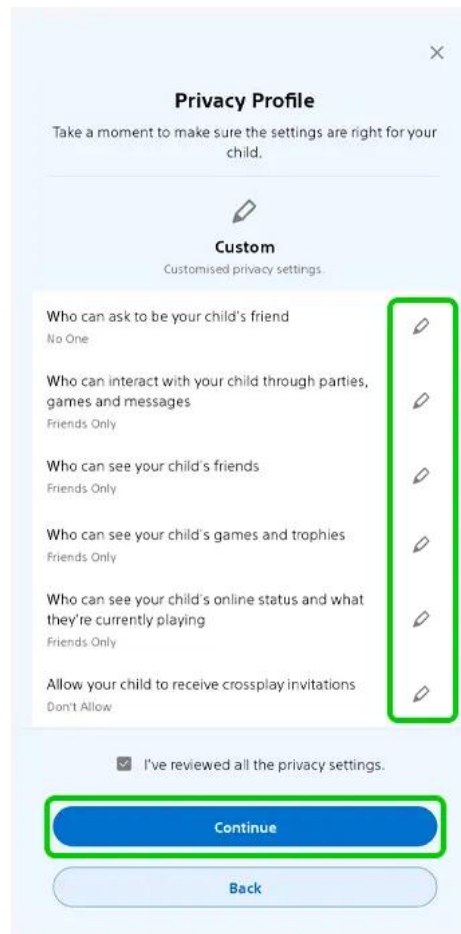 Privacy Profile
Take a moment to make sure the settings are right for your
child.
Custom
Customised privacy settings.
Who can ask to be your child's friend
No One
Who can interact with your child through parties,
games and messages
Friends Only
Who can see your child's friends
Friends Only
Who can see your child's games and trophies
Friends Only
Who can see your child's online status and what
they're currently playing
Friends Only
Allow your child to receive crossplay invitations
Don't Allow
I've reviewed all the privacy settings.
Continue
Back